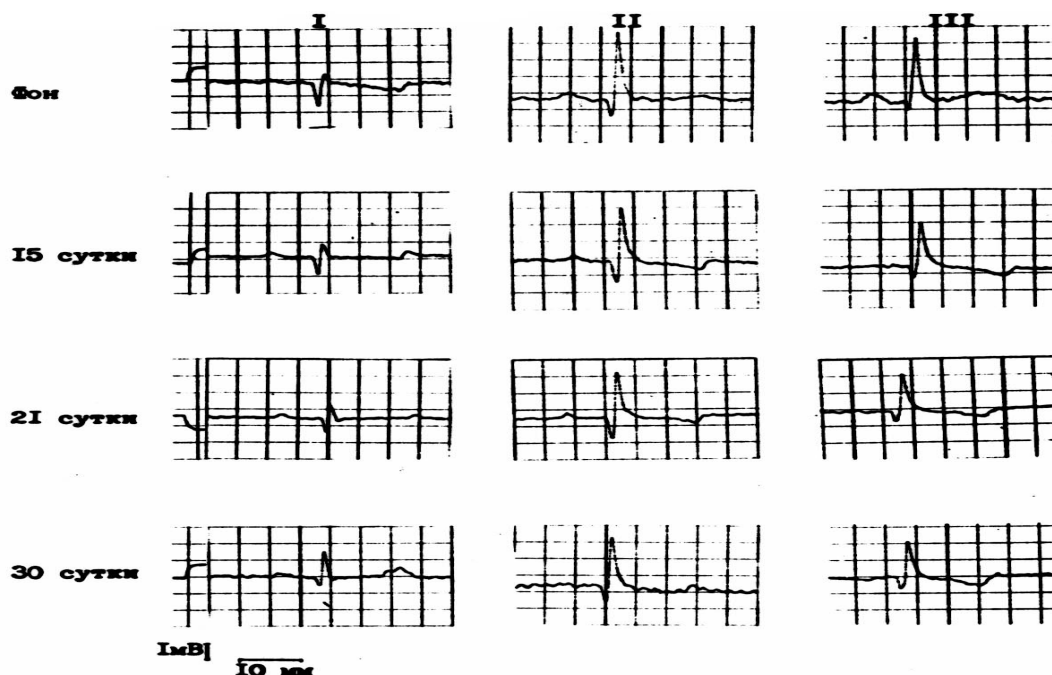 I II III
Фон
I5 сутки
2I сутки
30 сутки
IмВ
IO мм